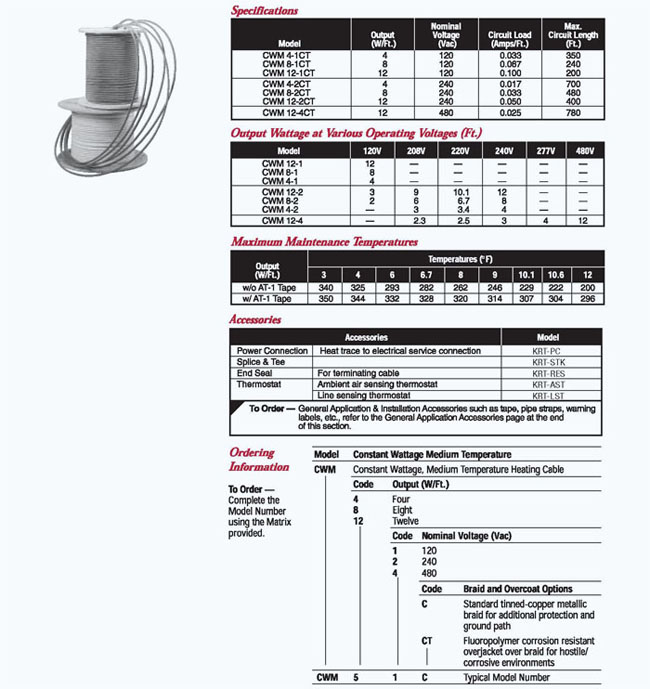 Specifications
Model Output (W/Ft.) Nominal Voltage (Vac) Circuit Load (Amps/Ft.) Max. Circuit Length (Ft.)
CWM 4-1CT 4 120 0.033 350
CWM 8-1CT 8 120 0.067 240
CWM 12-1CT 12 120 0.100 200
CWM 4-2CT 4 240 0.017 700
CWM 8-2CT 8 240 0.033 480
CWM 12-2CT 12 240 0.050 400
CWM 12-4CT 12 480 0.025 780
Output Wattage at Various Operating Voltages (Ft.)
Model 120V 208V 220V 240V 277V 480V
CWM 12-1 12 — — — — —
CWM 8-1 8 — — — — —
CWM 4-1 4 — — — — —
CWM 12-2 3 9 10.1 12 — —
CWM 8-2 2 6 6.7 8 — —
CWM 4-2 — 3 3.4 4 — —
CWM 12-4 — 2.3 2.5 3 4 12
Maximum Maintenance Temperatures
Output (W/Ft.) Temperatures (°F)
3 4 6 6.7 8 9 10.1 10.6 12
w/o AT-1 Tape 340 325 293 282 262 246 229 222 200
w/ AT-1 Tape 350 344 332 328 320 314 307 304 296
Accessories
Accessories Model
Power Connection Heat trace to electrical service connection KRT-PC
Splice & Tee KRT-STK
End Seal For terminating cable KRT-RES
Thermostat Ambient air sensing thermostat KRT-AST
Line sensing thermostat KRT-LST
To Order — General Application & Installation Accessories such as tape, pipe straps, warning
labels, etc., refer to the General Application Accessories page at the end
of this section.
Ordering
Information
To Order —
Complete the
Model Number
using the Matrix
provided.
Model Constant Wattage Medium Temperature
CWM Constant Wattage, Medium Temperature Heating Cable
Code Output (W/Ft.)
4 Four
8 Eight
12 Twelve
Code Nominal Voltage (Vac)
1 120
2 240
4 480
Code Braid and Overcoat Options
C Standard tinned-copper metallic
braid for additional protection and
ground path
CT Fluoropolymer corrosion resistant
overjacket over braid for hostile/
corrosive environments
CWM 5 1 C Typical Model Number